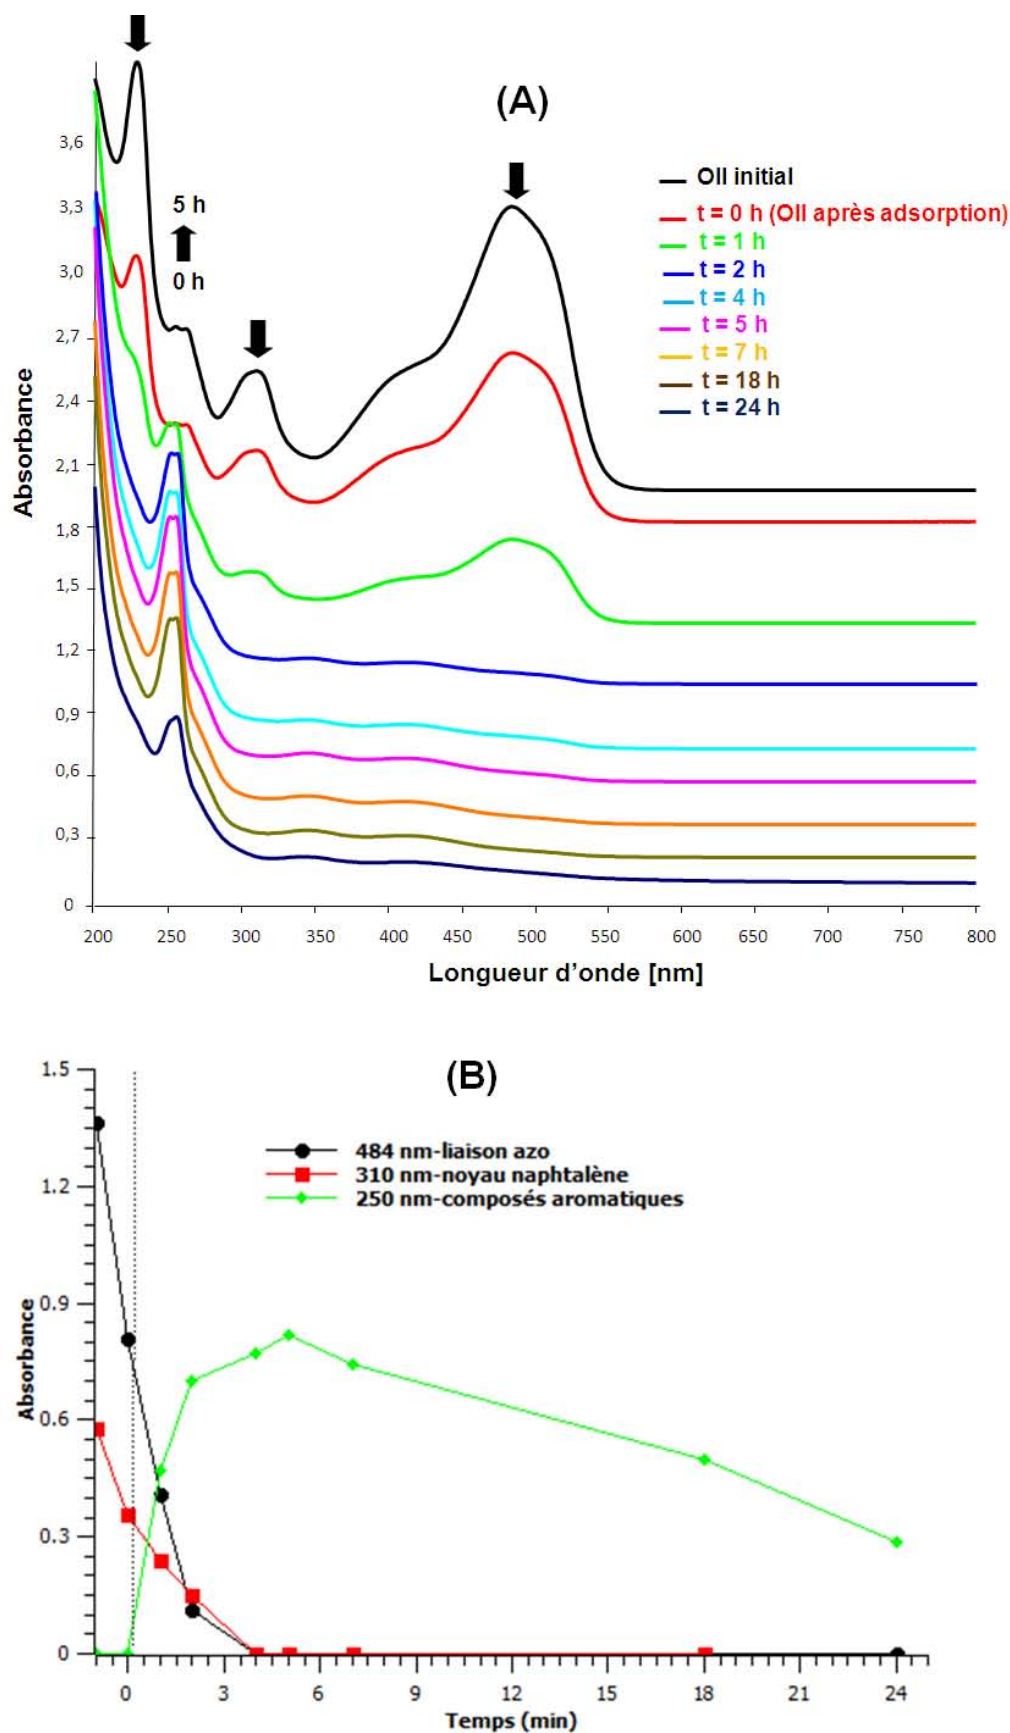 (A)
3,6
3,3
3,0
2,7
2,4
2,1
1,8
1,5
1,2
0,9
0,6
0,3
0
Absorbance
5 h
0 h
OII initial
t = 0 h (OII après adsorption)
t = 1 h
t = 2 h
t = 4 h
t = 5 h
t = 7 h
t = 18 h
t = 24 h
200 250 300 350 400 450 500 550 600 650 700 750 800
Longueur d’onde [nm]
(B)
1.5
1.2
0.9
0.6
0.3
0
Absorbance
484 nm-liaison azo
310 nm-noyau naphtalène
250 nm-composés aromatiques
0 3 6 9 12 15 18 21 24
Temps (min)